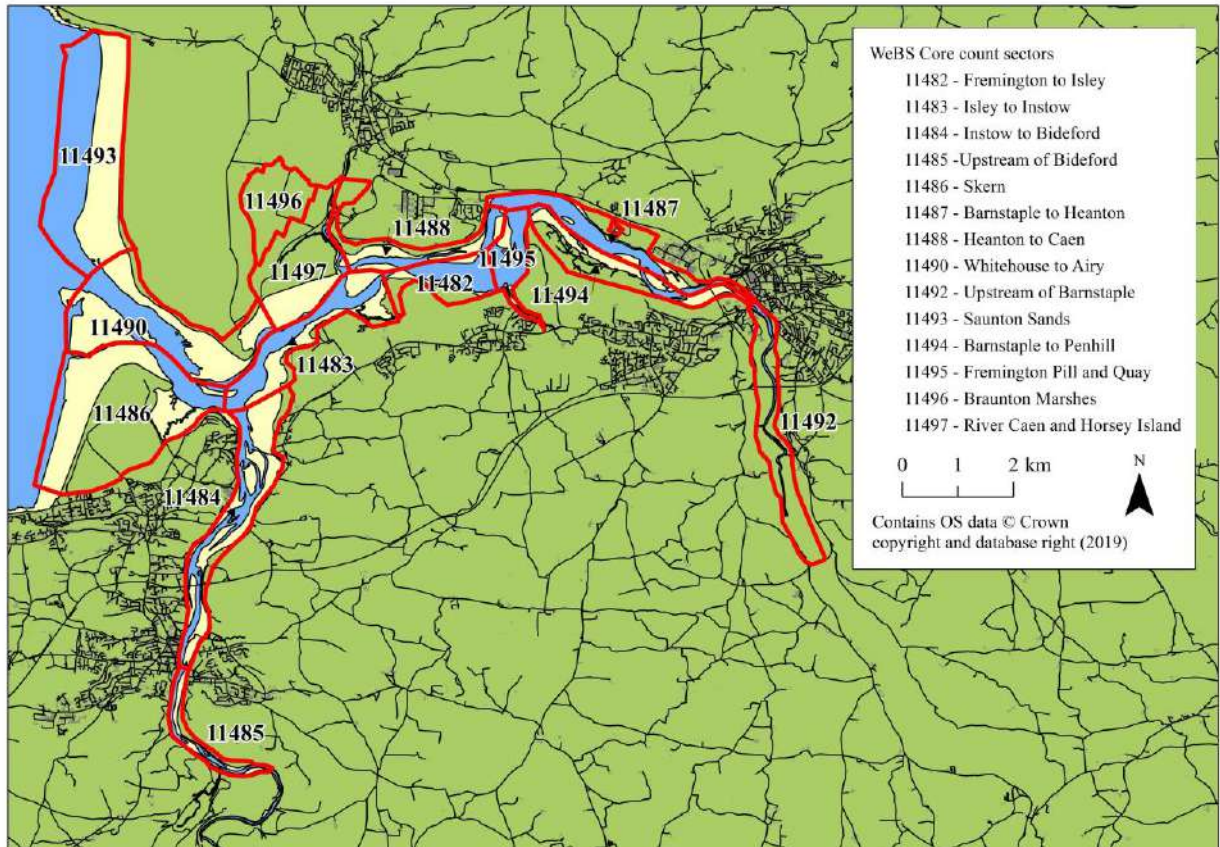 WeBS Core count sectors
11482 - Fremington to Isley
11483 - Isley to Instow
11484 - Instow to Bideford
11485 -Upstream of Bideford
11486 - Skern
11487 - Barnstaple to Heanton
11488 - Heanton to Caen
11490 - Whitehouse to Airy
11492 - Upstream of Barnstaple
11493 - Saunton Sands
11494 - Barnstaple to Penhill
11495 - Fremington Pill and Quay
11496 - Braunton Marshes
11497 - River Caen and Horsey Island
0 1 2 km
N
Contains OS data © Crown
copyright and database right (2019)
11493
11496
11487
11488
11497
11495
11482
11494
11490
11483
11486
11492
11484
11485